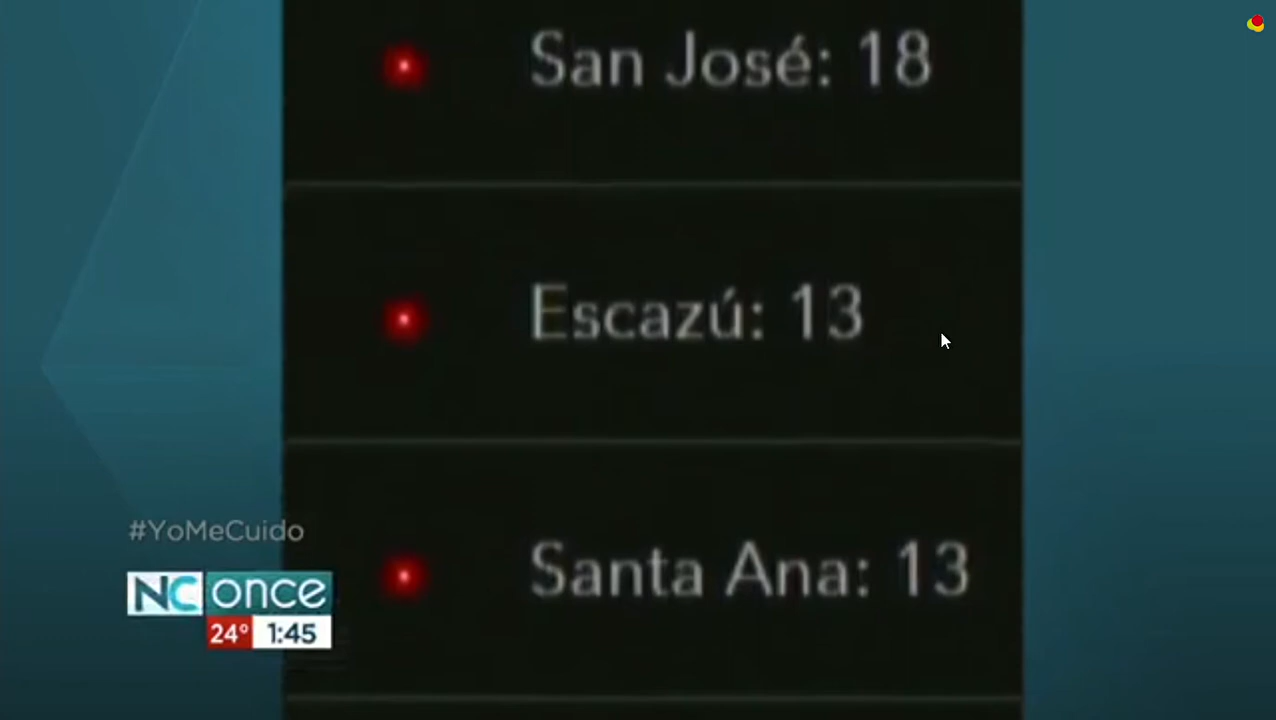 San José: 18
Escazú: 13
Santa Ana: 13
#YoMeCuido
NC once
24° 1:45